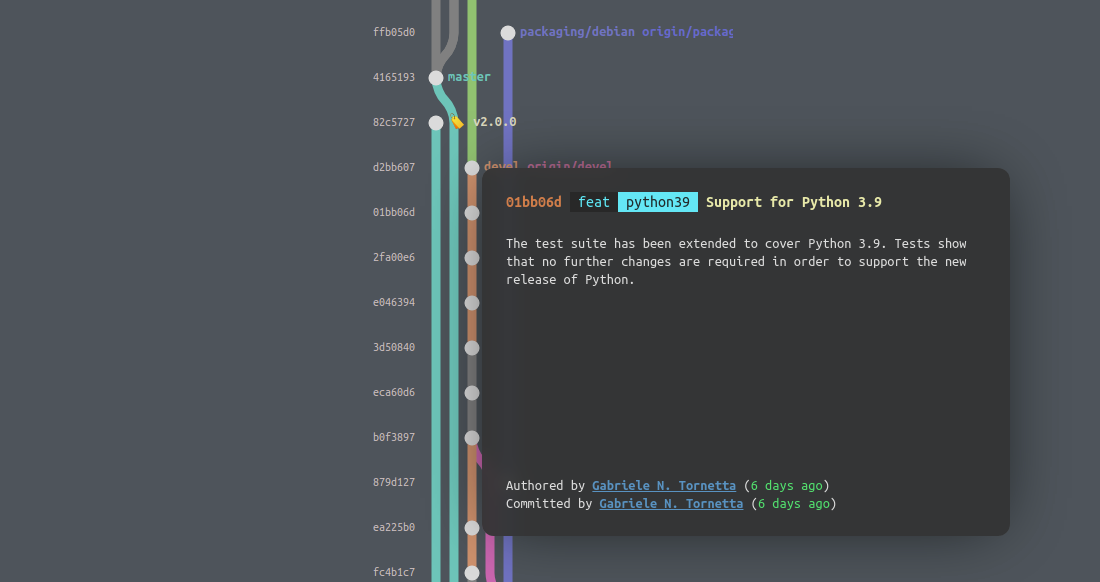 ffb05d0 packaging/debian origin/packag
4165193 master
82c5727 v2.0.0
d2bb607 devel origin/devel
01bb06d
2fa00e6
e046394
3d50840
eca60d6
b0f3897
879d127
ea225b0
fc4b1c7
01bb06d feat python39 Support for Python 3.9
The test suite has been extended to cover Python 3.9. Tests show
that no further changes are required in order to support the new
release of Python.
Authored by Gabriele N. Tornetta (6 days ago)
Committed by Gabriele N. Tornetta (6 days ago)